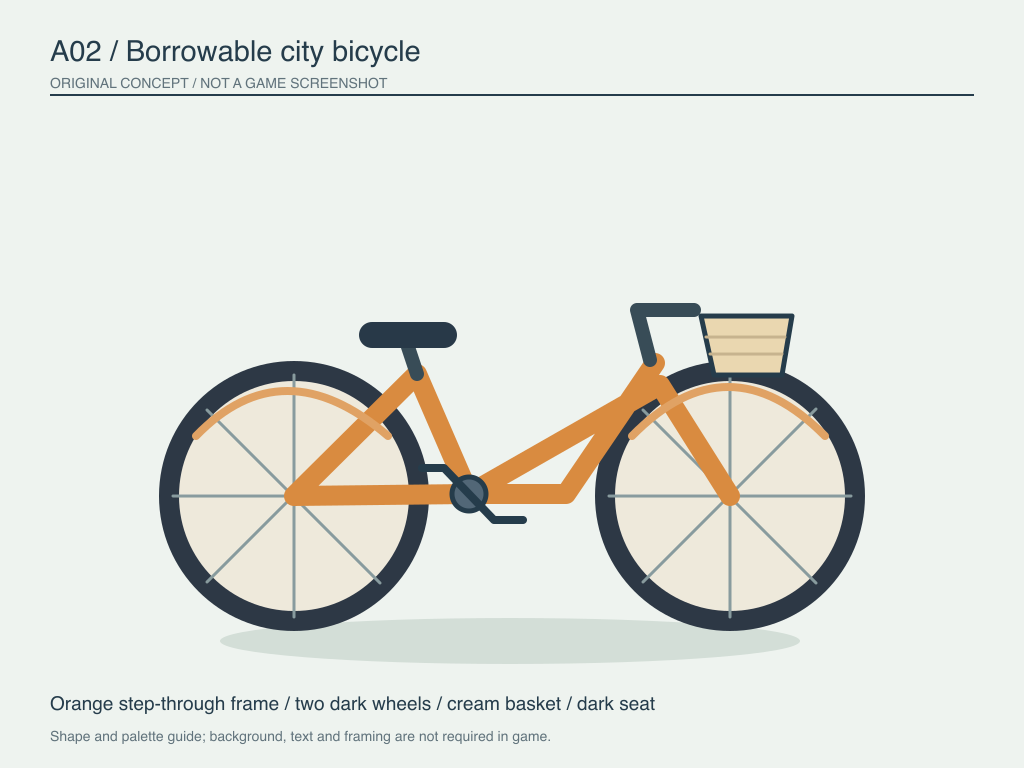 A02 / Borrowable city bicycle
ORIGINAL CONCEPT / NOT A GAME SCREENSHOT
Orange step-through frame / two dark wheels / cream basket / dark seat
Shape and palette guide; background, text and framing are not required in game.